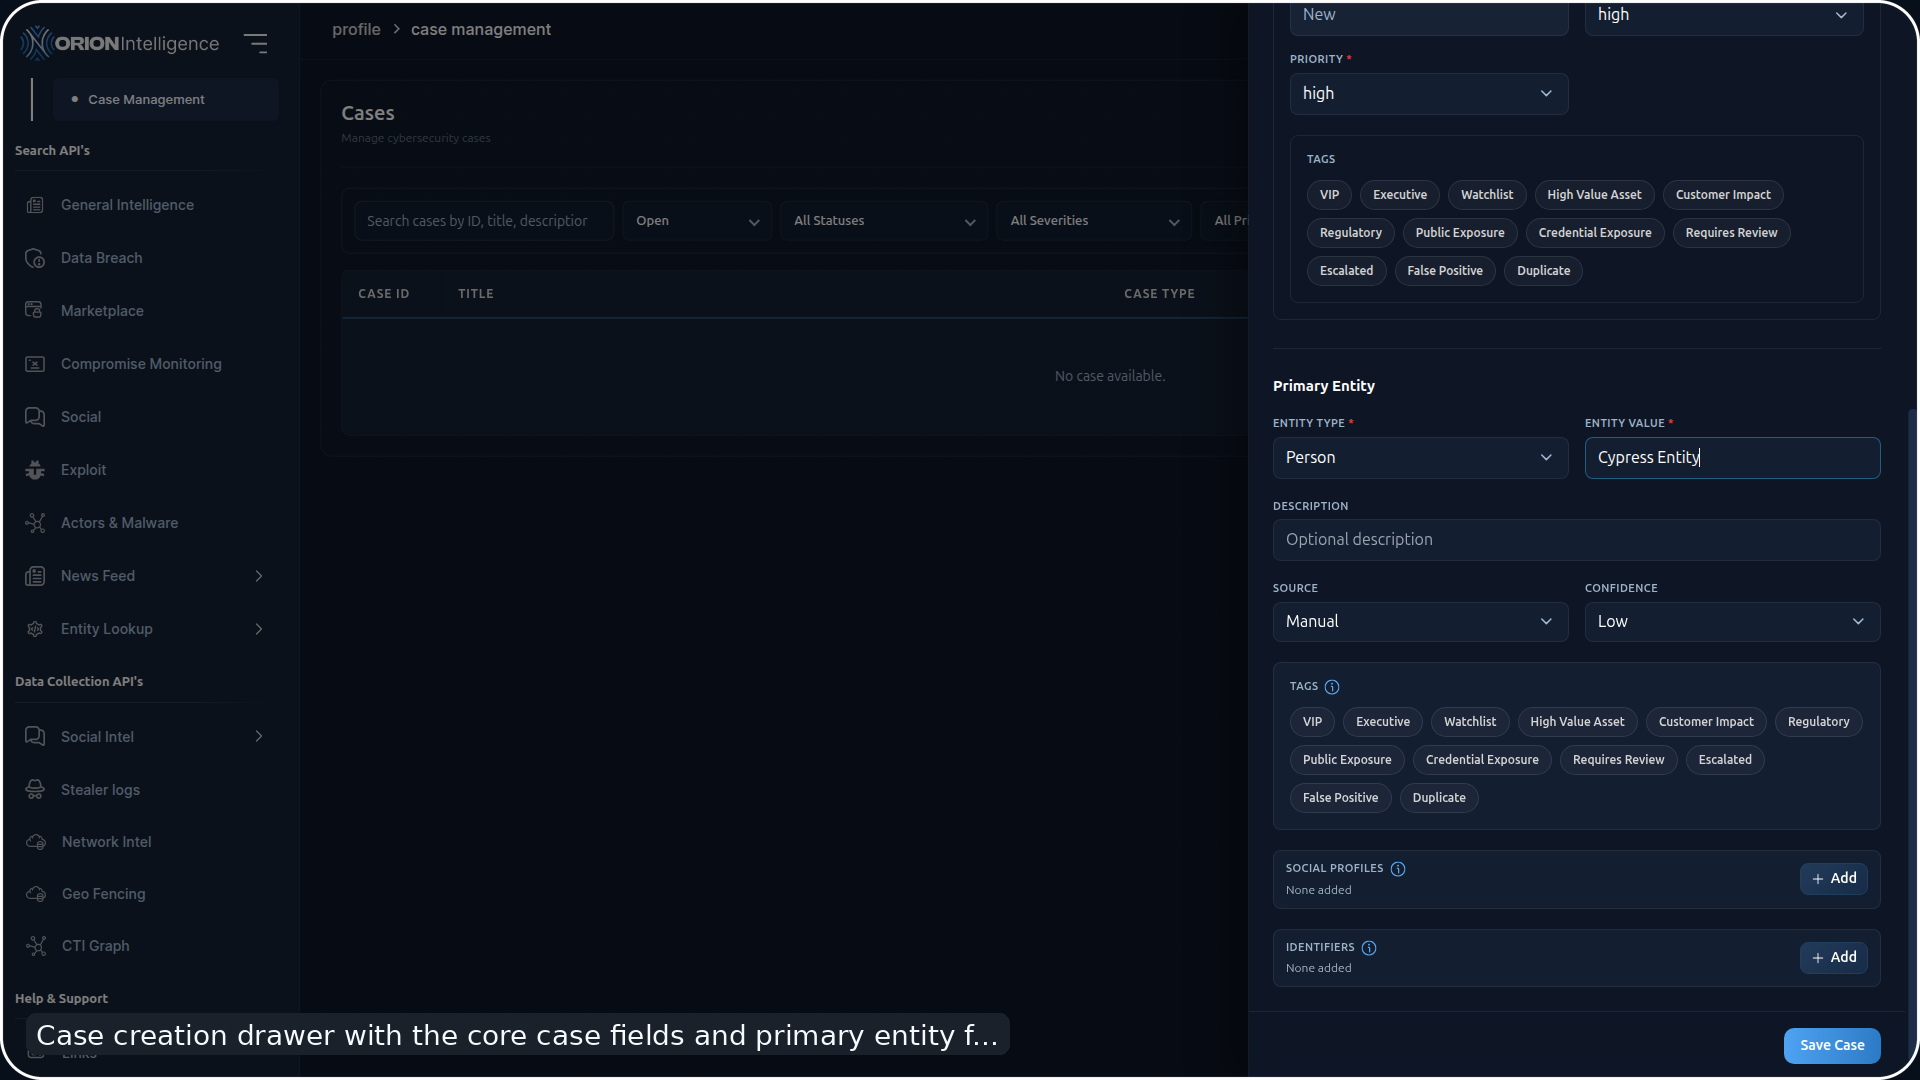 ORIONIntelligence
Case Management
Search API's
General Intelligence
Data Breach
Marketplace
Compromise Monitoring
Social
Exploit
Actors & Malware
News Feed
Entity Lookup
Data Collection API's
Social Intel
Stealer logs
Network Intel
Geo Fencing
CTI Graph
Help & Support
profile > case management
Cases
Manage cybersecurity cases
Search cases by ID, title, description
Open
All Statuses
All Severities
All Pri
CASE ID TITLE CASE TYPE
No case available.
New
high
PRIORITY *
high
TAGS
VIP Executive Watchlist High Value Asset Customer Impact
Regulatory Public Exposure Credential Exposure Requires Review
Escalated False Positive Duplicate
Primary Entity
ENTITY TYPE * ENTITY VALUE *
Person Cypress Entity
DESCRIPTION
Optional description
SOURCE CONFIDENCE
Manual Low
TAGS
VIP Executive Watchlist High Value Asset Customer Impact Regulatory
Public Exposure Credential Exposure Requires Review Escalated
False Positive Duplicate
SOCIAL PROFILES
None added
+ Add
IDENTIFIERS
None added
+ Add
Save Case
Case creation drawer with the core case fields and primary entity f...